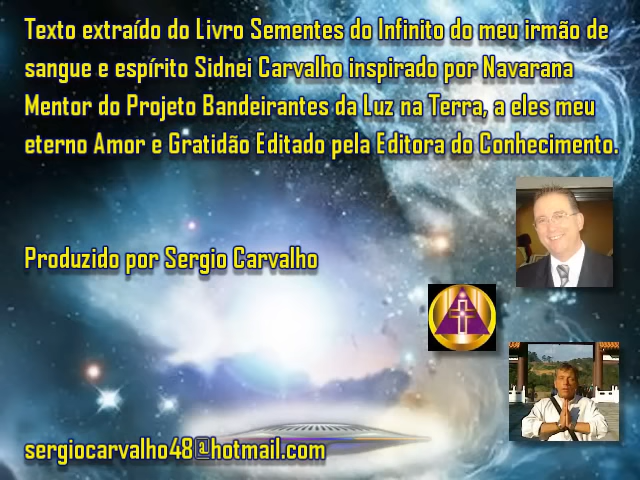 Texto extraído do Livro Sementes do Infinito do meu irmão de
sangue e espírito Sidnei Carvalho inspirado por Navarana
Mentor do Projeto Bandeirantes da Luz na Terra, a eles meu
eterno Amor e Gratidão Editado pela Editora do Conhecimento.
Produzido por Sergio Carvalho
sergiocarvalho48@hotmail.com